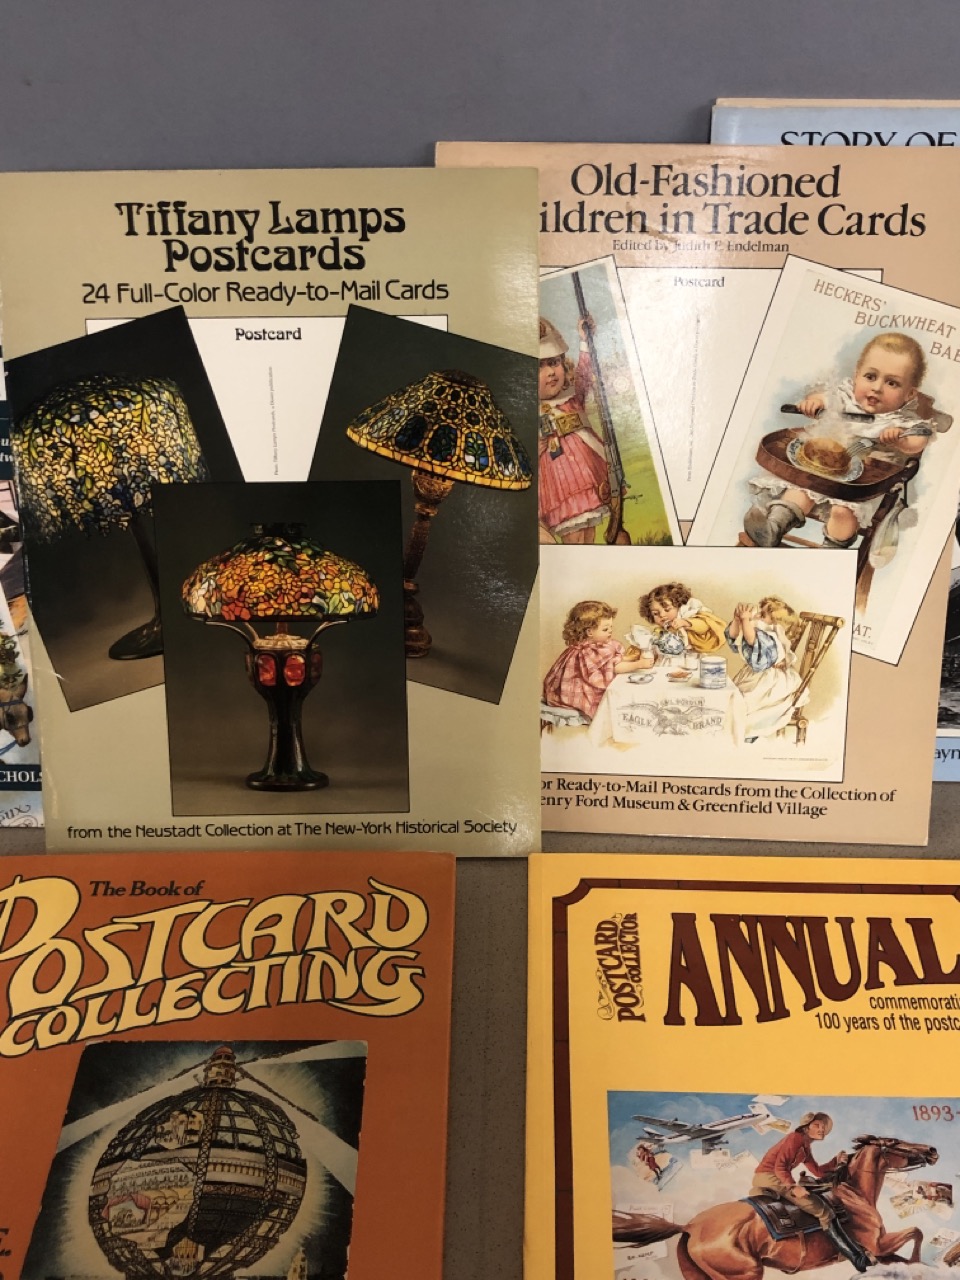 Tiffany Lamps
Postcards
24 Full-Color Ready-to-Mail Cards
Postcard
from the Neustadt Collection at The New-York Historical Society
STORY OF
Old-Fashioned
ildren in Trade Cards
Edited by Judith E. Endelman
Postcard
HECKERS'
BUCKWHEAT
BAB
AT.
EAGLE BRAND
or Ready-to-Mail Postcards from the Collection of
enry Ford Museum & Greenfield Village
CHOLS
ayn
The Book of
POSTCARD
COLLECTING
POSTCARD
COLLECTOR
ANNUAL
commemorati
100 years of the postc
1893-